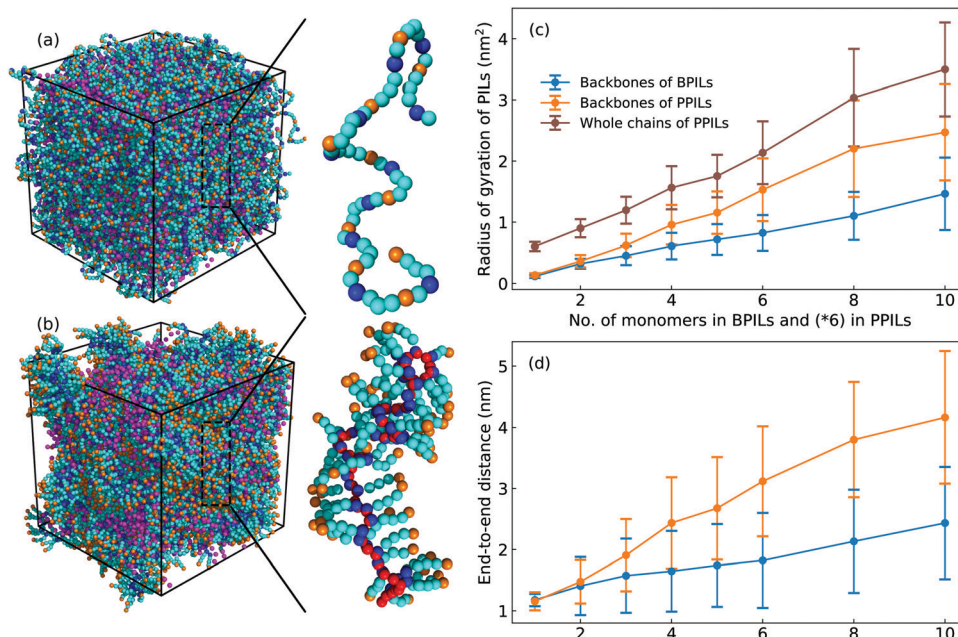 (a)
(b)
(c)
Radius of gyration of PILs (nm²)
4
3
2
1
0
Backbones of BPILs
Backbones of PPILs
Whole chains of PPILs
2 4 6 8 10
No. of monomers in BPILs and (*6) in PPILs
(d)
End-to-end distance (nm)
5
4
3
2
1
2 4 6 8 10